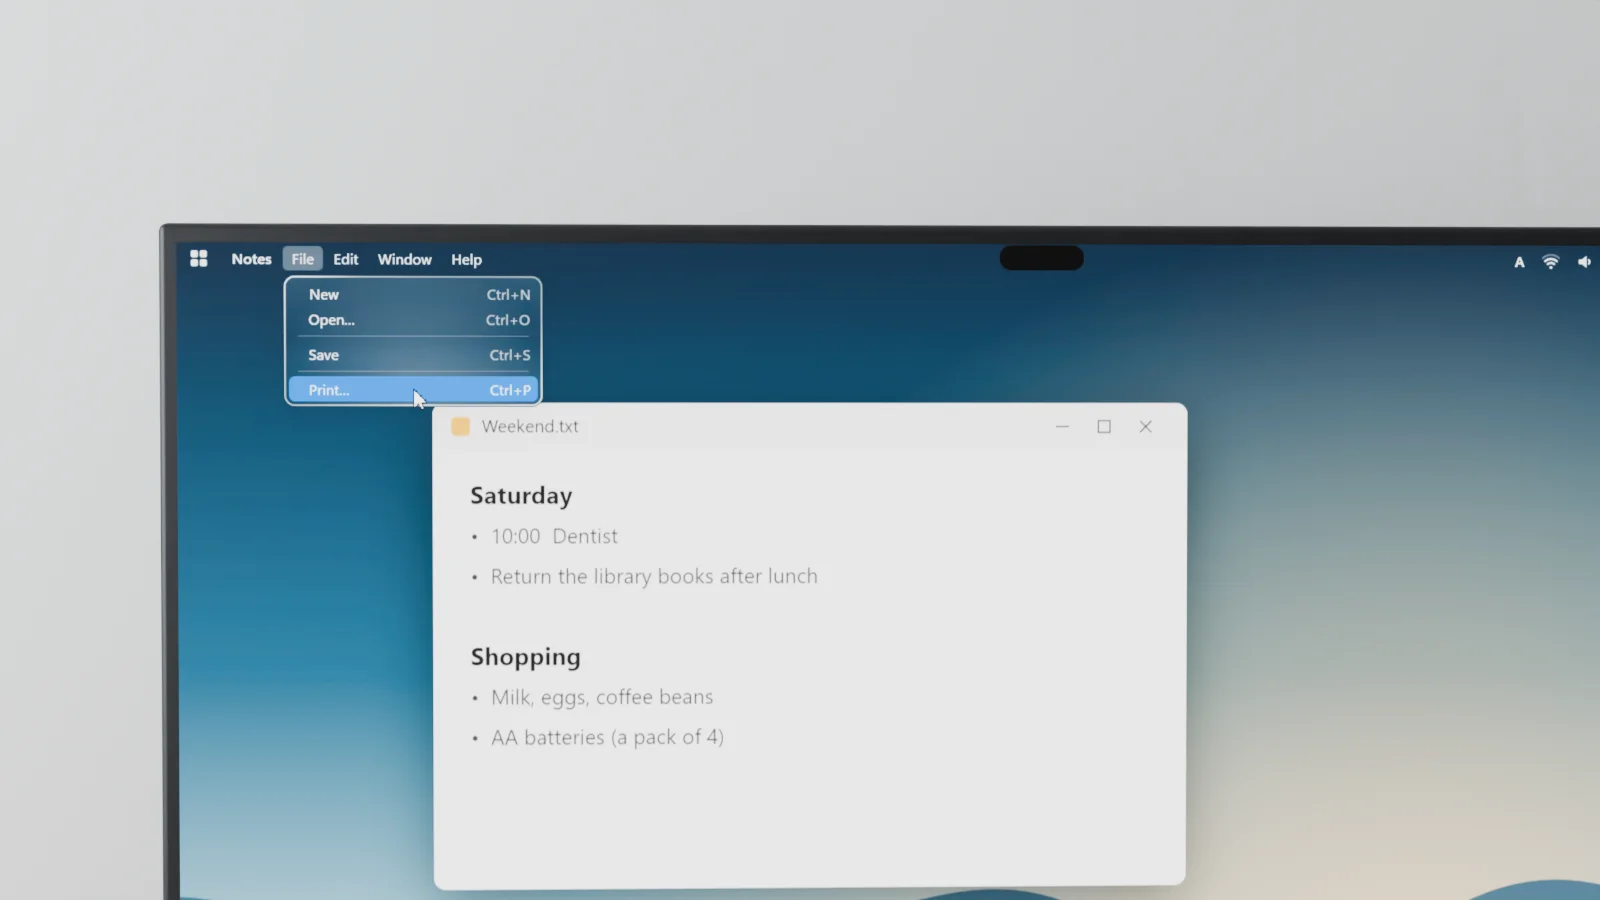 Notes File Edit Window Help A
New Ctrl+N
Open... Ctrl+O
Save Ctrl+S
Print... Ctrl+P
Weekend.txt
Saturday
• 10:00 Dentist
• Return the library books after lunch
Shopping
• Milk, eggs, coffee beans
• AA batteries (a pack of 4)